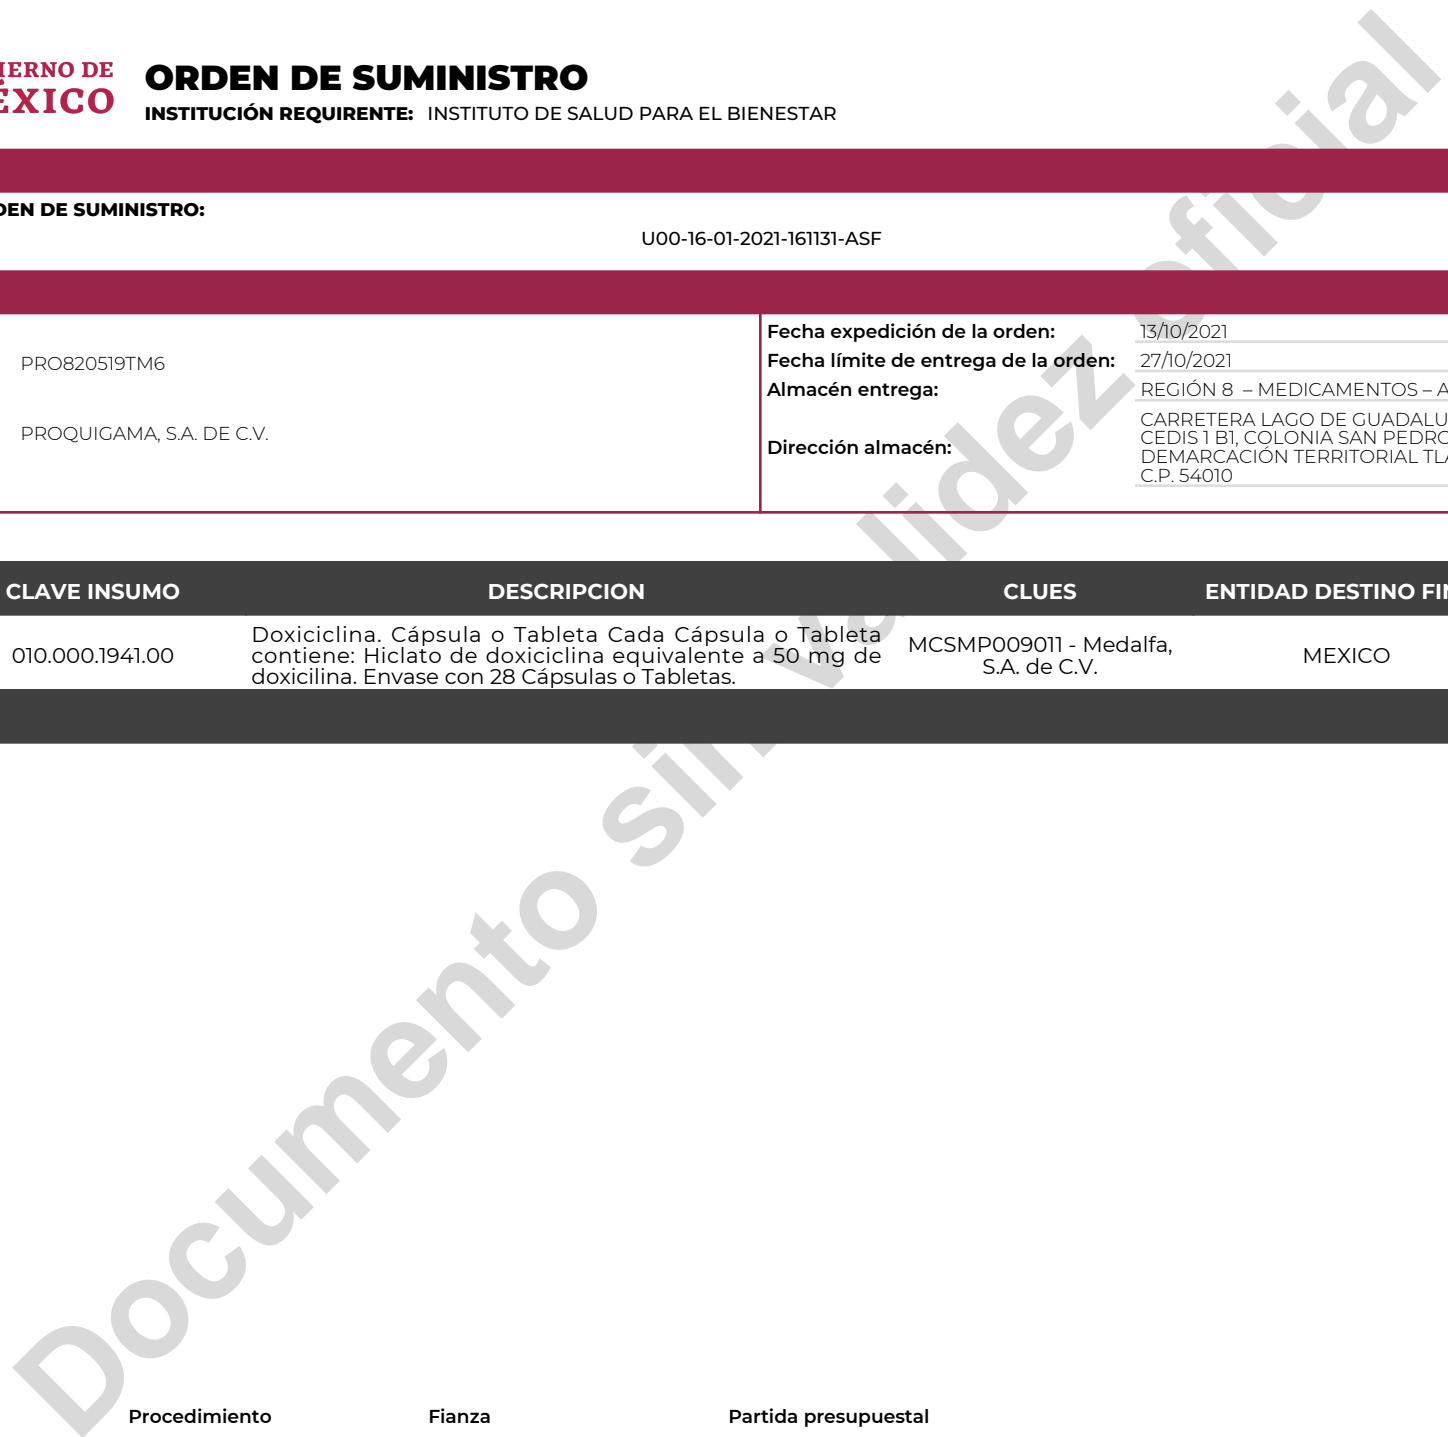 IERNO DE
ÉXICO
ORDEN DE SUMINISTRO
INSTITUCIÓN REQUIRENTE: INSTITUTO DE SALUD PARA EL BIENESTAR
DEN DE SUMINISTRO:
U00-16-01-2021-161131-ASF
PRO820519TM6
PROQUIGAMA, S.A. DE C.V.
Fecha expedición de la orden: 13/10/2021
Fecha límite de entrega de la orden: 27/10/2021
Almacén entrega: REGIÓN 8 – MEDICAMENTOS – A
Dirección almacén:
CARRETERA LAGO DE GUADALU
CEDIS 1 B1, COLONIA SAN PEDRO
DEMARCACIÓN TERRITORIAL TLA
C.P. 54010
CLAVE INSUMO DESCRIPCION CLUES ENTIDAD DESTINO FIN
010.000.1941.00
Doxiciclina. Cápsula o Tableta Cada Cápsula o Tableta
contiene: Hiclato de doxiciclina equivalente a 50 mg de
doxicilina. Envase con 28 Cápsulas o Tabletas.
MCSMP009011 - Medalfa,
S.A. de C.V.
MEXICO
Documento sin validez oficial
Procedimiento Fianza Partida presupuestal